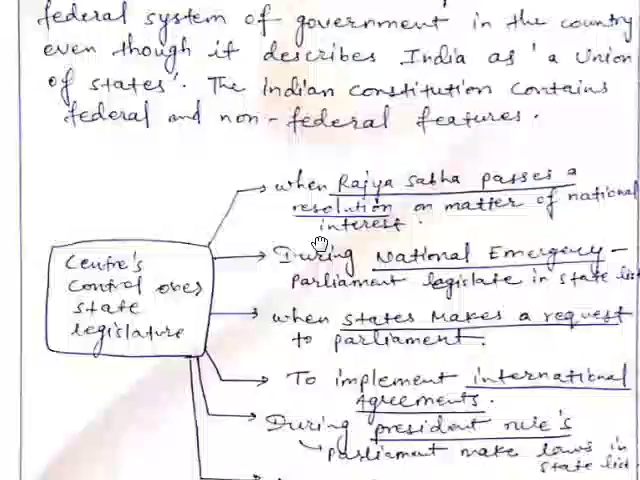 federal system of government in the country
even though it describes India as 'a Union
of states'. The Indian constitution contains
federal and non-federal features.
when Rajya Sabha passes a
resolution on matter of national
interest.
During National Emergency -
Parliament legislate in state list
when states Makes a request
to parliament.
To implement international
Agreements.
During president rule's
parliament make laws in
state list
Centre's
Control over
state
legislature